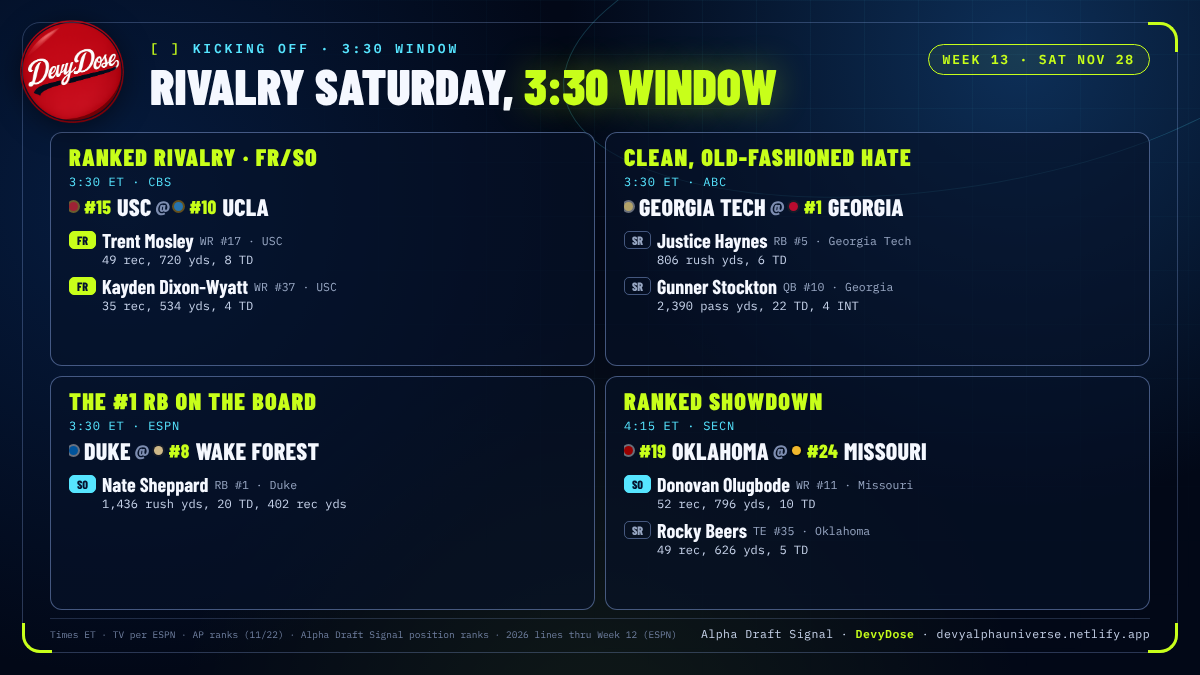 DevyDose
[ ] KICKING OFF · 3:30 WINDOW
RIVALRY SATURDAY, 3:30 WINDOW
WEEK 13 · SAT NOV 28
RANKED RIVALRY · FR/SO
3:30 ET · CBS
#15 USC @ #10 UCLA
FR Trent Mosley WR #17 · USC
49 rec, 720 yds, 8 TD
FR Kayden Dixon-Wyatt WR #37 · USC
35 rec, 534 yds, 4 TD
CLEAN, OLD-FASHIONED HATE
3:30 ET · ABC
GEORGIA TECH @ #1 GEORGIA
SR Justice Haynes RB #5 · Georgia Tech
806 rush yds, 6 TD
SR Gunner Stockton QB #10 · Georgia
2,390 pass yds, 22 TD, 4 INT
THE #1 RB ON THE BOARD
3:30 ET · ESPN
DUKE @ #8 WAKE FOREST
SO Nate Sheppard RB #1 · Duke
1,436 rush yds, 20 TD, 402 rec yds
RANKED SHOWDOWN
4:15 ET · SECN
#19 OKLAHOMA @ #24 MISSOURI
SO Donovan Olugbode WR #11 · Missouri
52 rec, 796 yds, 10 TD
SR Rocky Beers TE #35 · Oklahoma
49 rec, 626 yds, 5 TD
Times ET · TV per ESPN · AP ranks (11/22) · Alpha Draft Signal position ranks · 2026 lines thru Week 12 (ESPN)
Alpha Draft Signal · DevyDose · devyalphauniverse.netlify.app